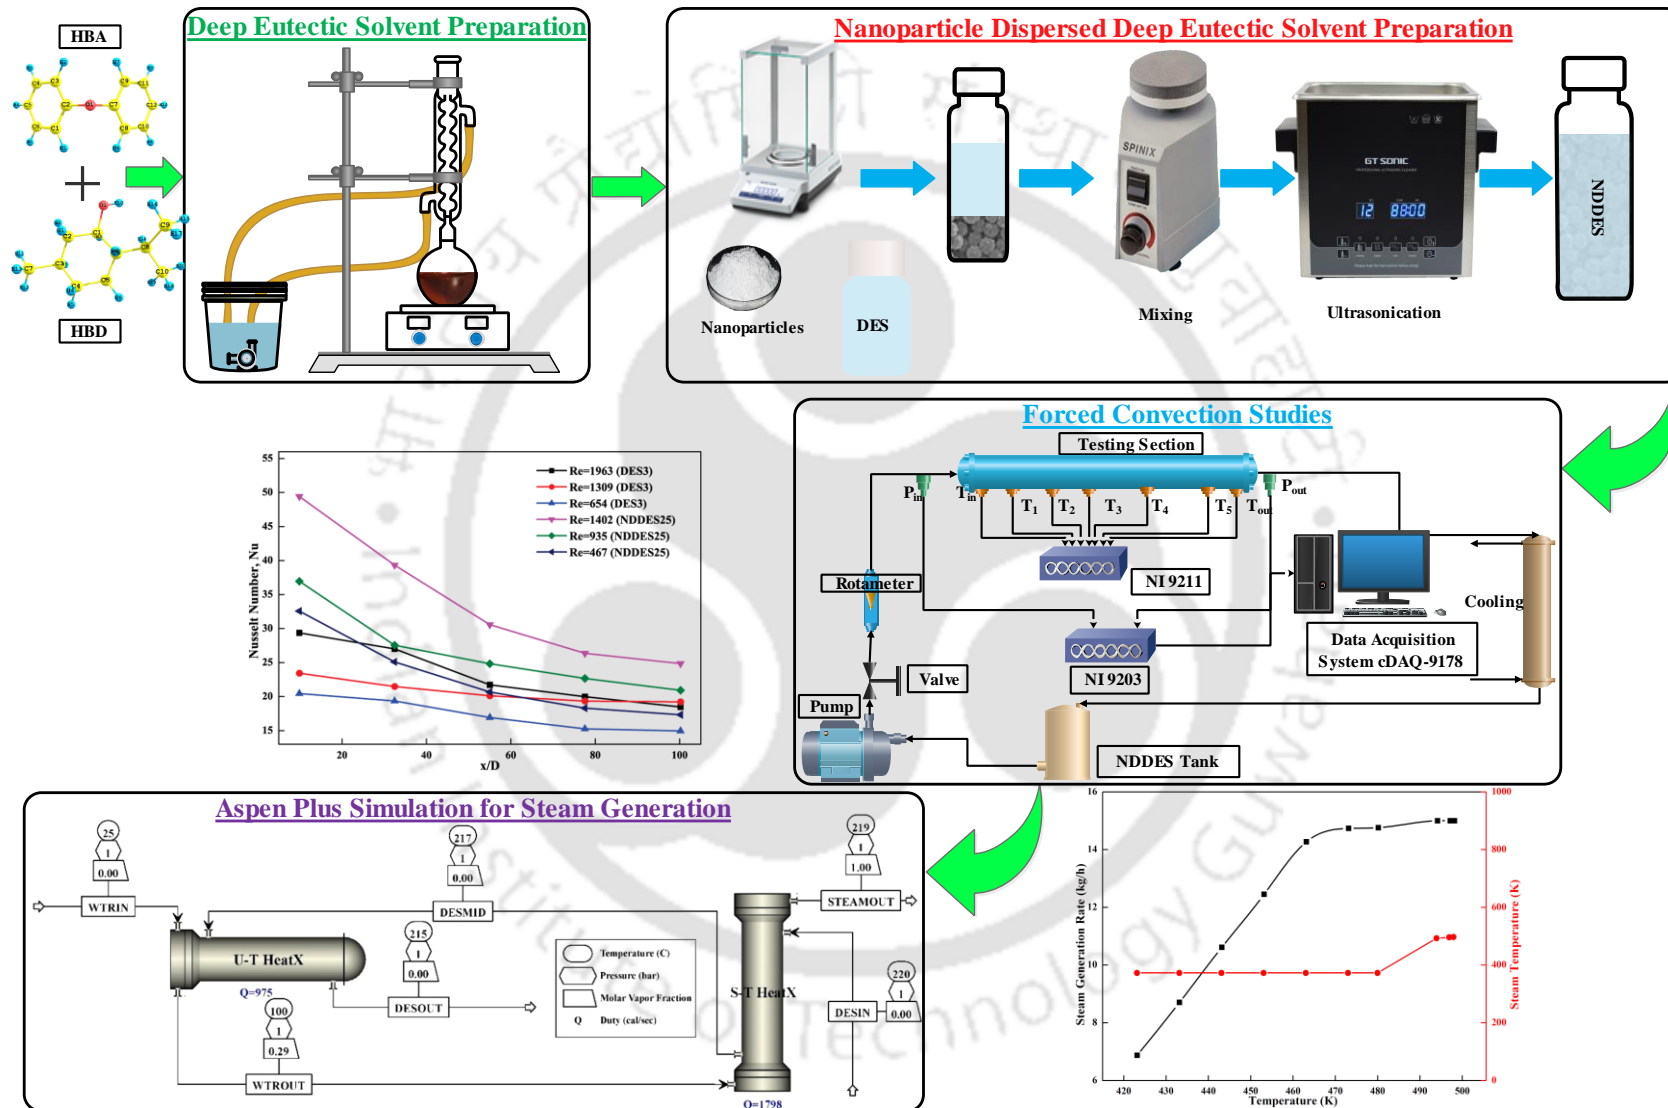 HBA
HBD
Deep Eutectic Solvent Preparation
Nanoparticle Dispersed Deep Eutectic Solvent Preparation
SPINIX
GT SONIC
12
88:00
Nanoparticles
DES
Mixing
Ultrasonication
NDDES
Forced Convection Studies
Testing Section
Pin
Tin
T1
T2
T3
T4
T5
Tout
Pout
NI 9211
Rotameter
NI 9203
Valve
Pump
NDDES Tank
Data Acquisition
System cDAQ-9178
Cooling
Nusselt Number, Nu
55
50
45
40
35
30
25
20
15
20
40
60
80
100
x/D
Re=1963 (DES3)
Re=1309 (DES3)
Re=654 (DES3)
Re=1402 (NDDES25)
Re=935 (NDDES25)
Re=467 (NDDES25)
Aspen Plus Simulation for Steam Generation
25
1
0.00
WTRIN
217
1
0.00
DESMID
219
1
1.00
STEAMOUT
U-T HeatX
Q=975
215
1
0.00
DESOUT
Temperature (C)
Pressure (bar)
Molar Vapor Fraction
Q Duty (cal/sec)
S-T HeatX
220
1
0.00
DESIN
100
1
0.29
WTROUT
Q=1798
Steam Generation Rate (kg/h)
16
14
12
10
8
6
420
430
440
450
460
470
480
490
500
Temperature (K)
1000
800
600
400
200
0
Steam Temperature (K)
Indian Institute of Technology Guwahati